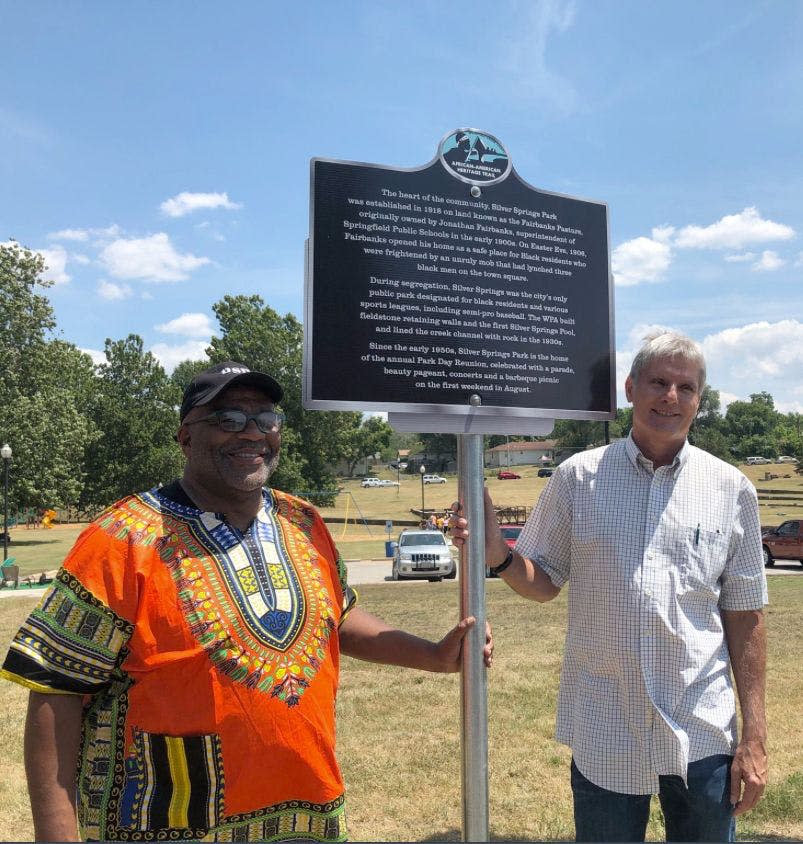 AFRICAN-AMERICAN
HERITAGE TRAIL
The heart of the community, Silver Springs Park
was established in 1918 on land known as the Fairbanks Pasture,
originally owned by Jonathan Fairbanks, superintendent of
Springfield Public Schools in the early 1900s. On Easter Eve, 1906,
Fairbanks opened his home as a safe place for Black residents who
were frightened by an unruly mob that had lynched three
black men on the town square.
During segregation, Silver Springs was the city's only
public park designated for black residents and various
sports leagues, including semi-pro baseball. The WPA built
fieldstone retaining walls and the first Silver Springs Pool,
and lined the creek channel with rock in the 1930s.
Since the early 1950s, Silver Springs Park is the home
of the annual Park Day Reunion, celebrated with a parade,
beauty pageant, concerts and a barbeque picnic
on the first weekend in August.